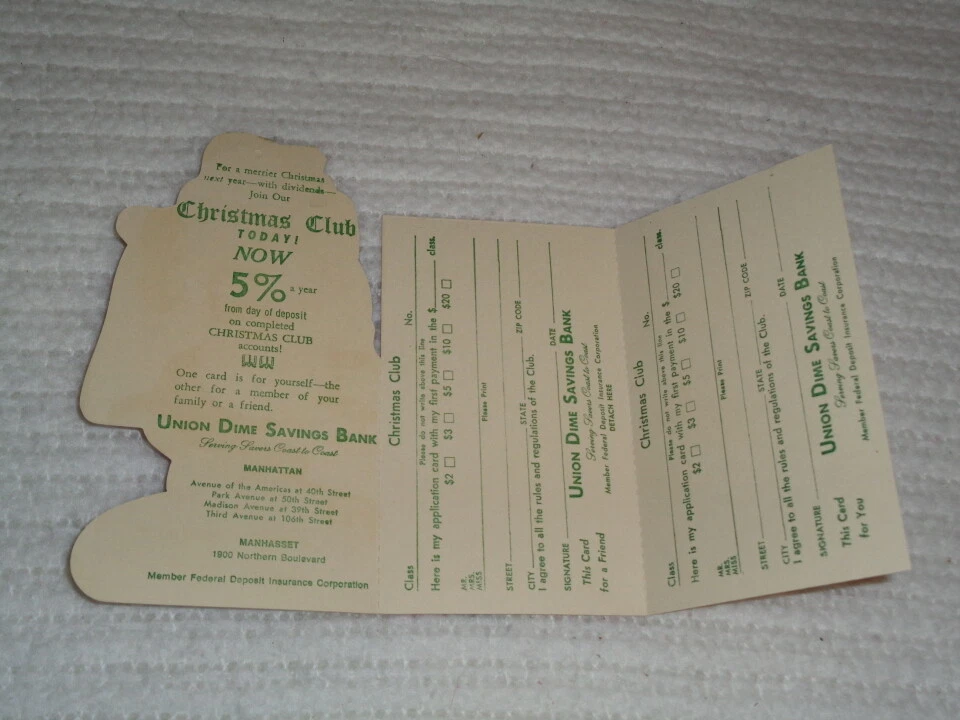 For a merrier Christmas
next year—with dividends—
Join Our
Christmas Club
TODAY!
NOW
5% a year
from day of deposit
on completed
CHRISTMAS CLUB
accounts!
One card is for yourself—the
other for a member of your
family or a friend.
UNION DIME SAVINGS BANK
Serving Savers Coast to Coast
MANHATTAN
Avenue of the Americas at 40th Street
Park Avenue at 50th Street
Madison Avenue at 39th Street
Third Avenue at 106th Street
MANHASSET
1900 Northern Boulevard
Member Federal Deposit Insurance Corporation
Class Christmas Club No.
Please do not write above this line
Here is my application card with my first payment in the $ class.
$2 □ $3 □ $5 □ $10 □ $20 □
MR.
MRS.
MISS
Please Print
STREET
CITY STATE ZIP CODE
I agree to all the rules and regulations of the Club.
SIGNATURE DATE
This Card
for a Friend
UNION DIME SAVINGS BANK
Serving Savers Coast to Coast
Member Federal Deposit Insurance Corporation
DETACH HERE
Class Christmas Club No.
Please do not write above this line
Here is my application card with my first payment in the $ class.
$2 □ $3 □ $5 □ $10 □ $20 □
MR.
MRS.
MISS
Please Print
STREET
CITY STATE ZIP CODE
I agree to all the rules and regulations of the Club.
SIGNATURE DATE
This Card
for You
UNION DIME SAVINGS BANK
Serving Savers Coast to Coast
Member Federal Deposit Insurance Corporation